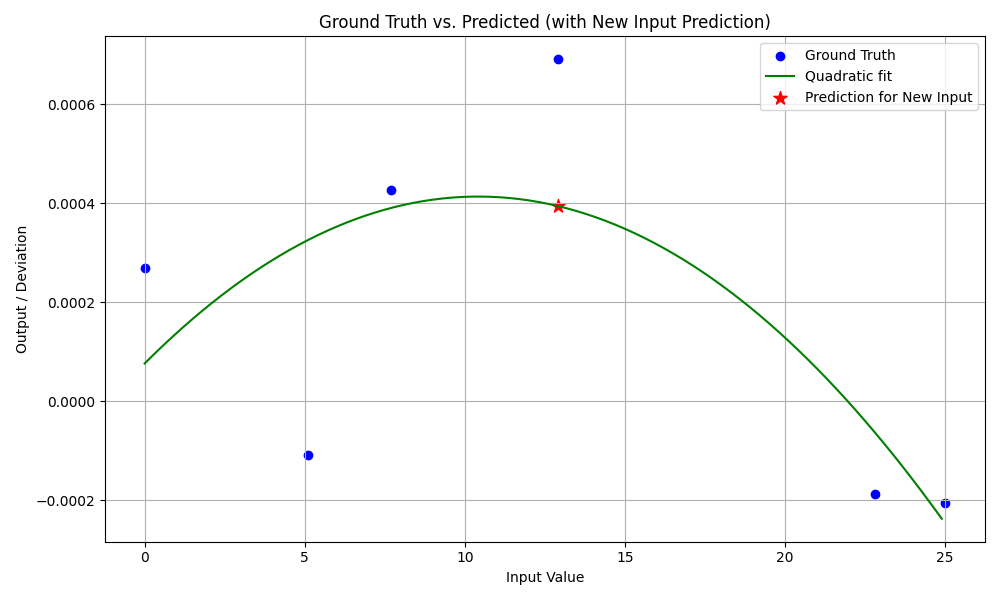 Ground Truth vs. Predicted (with New Input Prediction)
Ground Truth
Quadratic fit
Prediction for New Input
Output / Deviation
0.0006
0.0004
0.0002
0.0000
−0.0002
0 5 10 15 20 25
Input Value